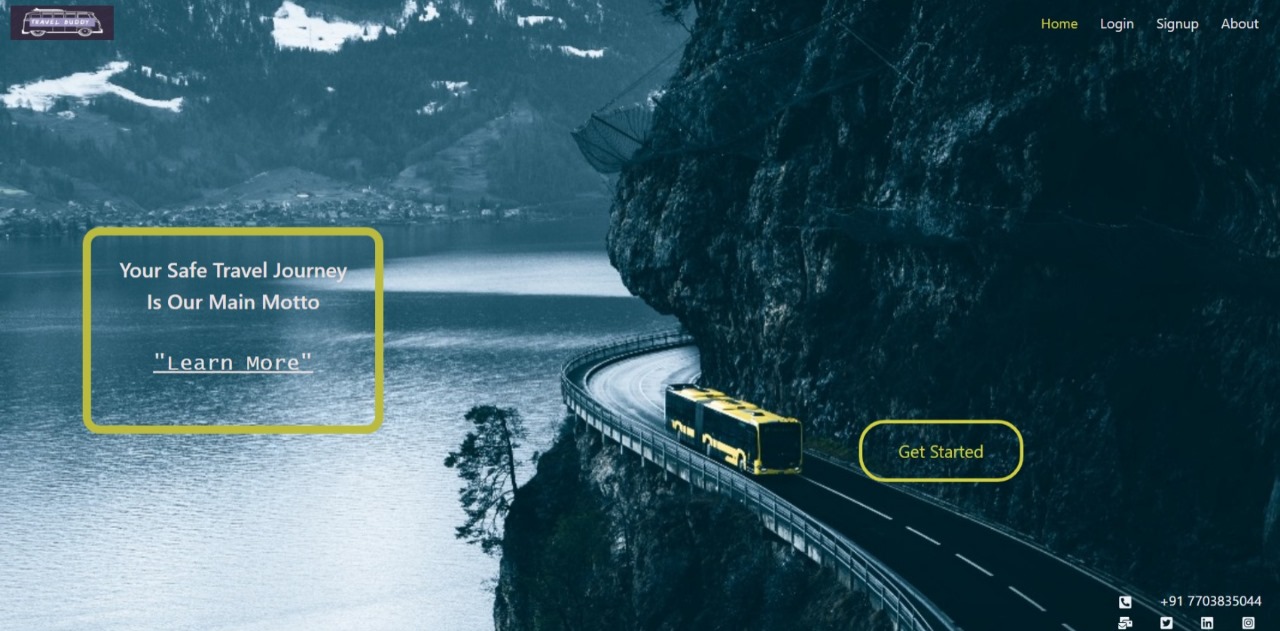 TRAVEL BUDDY
Home Login Signup About
Your Safe Travel Journey
Is Our Main Motto
"Learn More"
Get Started
+91 7703835044